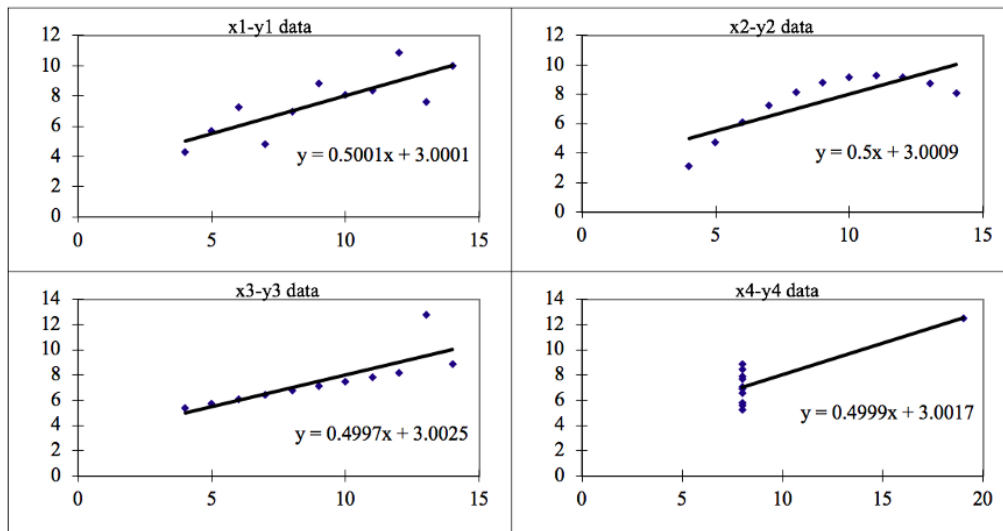 x1-y1 data
12
10
8
6
4
2
0
0 5 10 15
y = 0.5001x + 3.0001
x2-y2 data
12
10
8
6
4
2
0
0 5 10 15
y = 0.5x + 3.0009
x3-y3 data
14
12
10
8
6
4
2
0
0 5 10 15
y = 0.4997x + 3.0025
x4-y4 data
14
12
10
8
6
4
2
0
0 5 10 15 20
y = 0.4999x + 3.0017